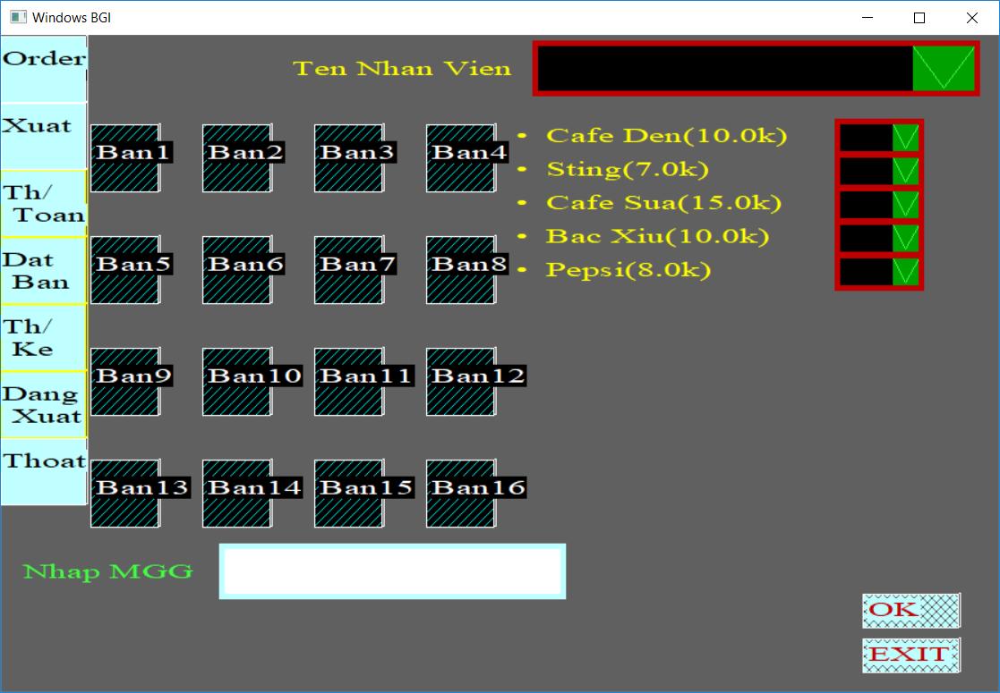 Windows BGI
Order
Xuat
Th/
Toan
Dat
Ban
Th/
Ke
Dang
Xuat
Thoat
Ten Nhan Vien
Ban1 Ban2 Ban3 Ban4
Ban5 Ban6 Ban7 Ban8
Ban9 Ban10 Ban11 Ban12
Ban13 Ban14 Ban15 Ban16
• Cafe Den(10.0k)
• Sting(7.0k)
• Cafe Sua(15.0k)
• Bac Xiu(10.0k)
• Pepsi(8.0k)
Nhap MGG
OK
EXIT